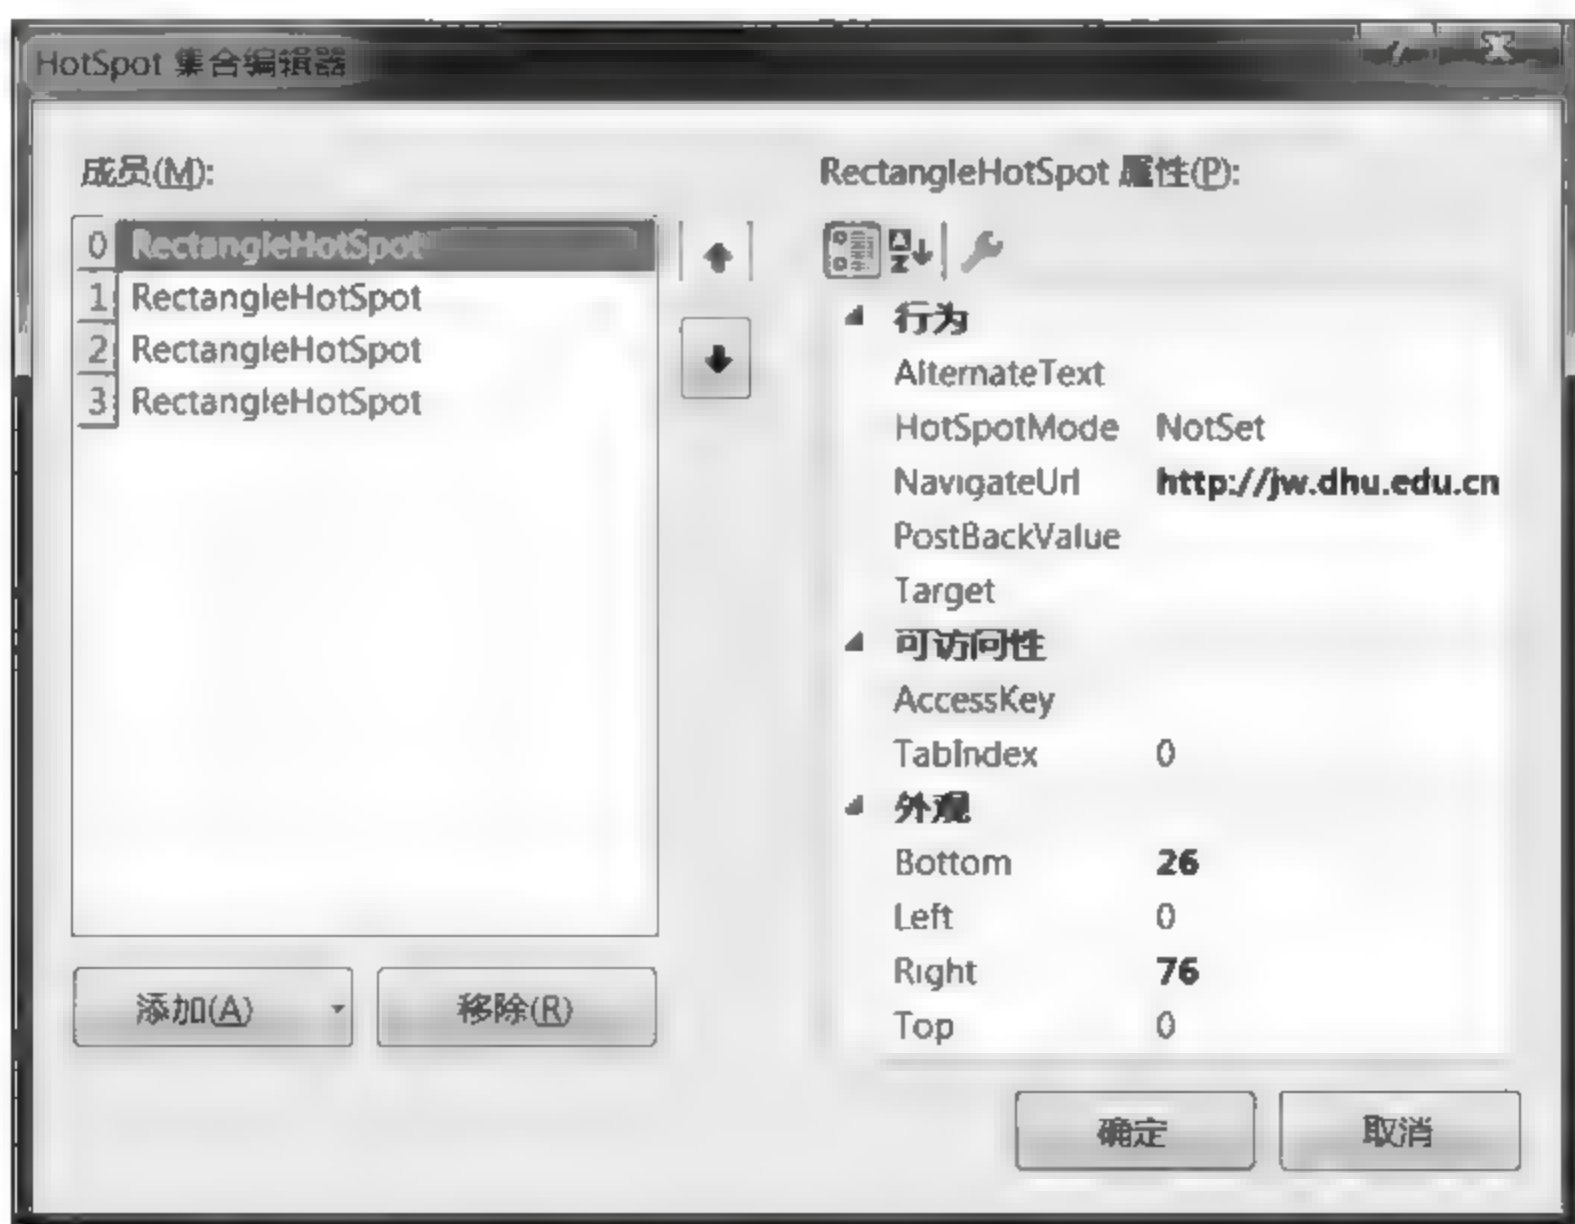 HotSpot 集合编辑器
成员(M):
0 RectangleHotSpot
1 RectangleHotSpot
2 RectangleHotSpot
3 RectangleHotSpot
添加(A)
移除(R)
RectangleHotSpot 属性(P):
行为
AlternateText
HotSpotMode NotSet
NavigateUrl http://jw.dhu.edu.cn
PostBackValue
Target
可访问性
AccessKey
TabIndex 0
外观
Bottom 26
Left 0
Right 76
Top 0
确定
取消